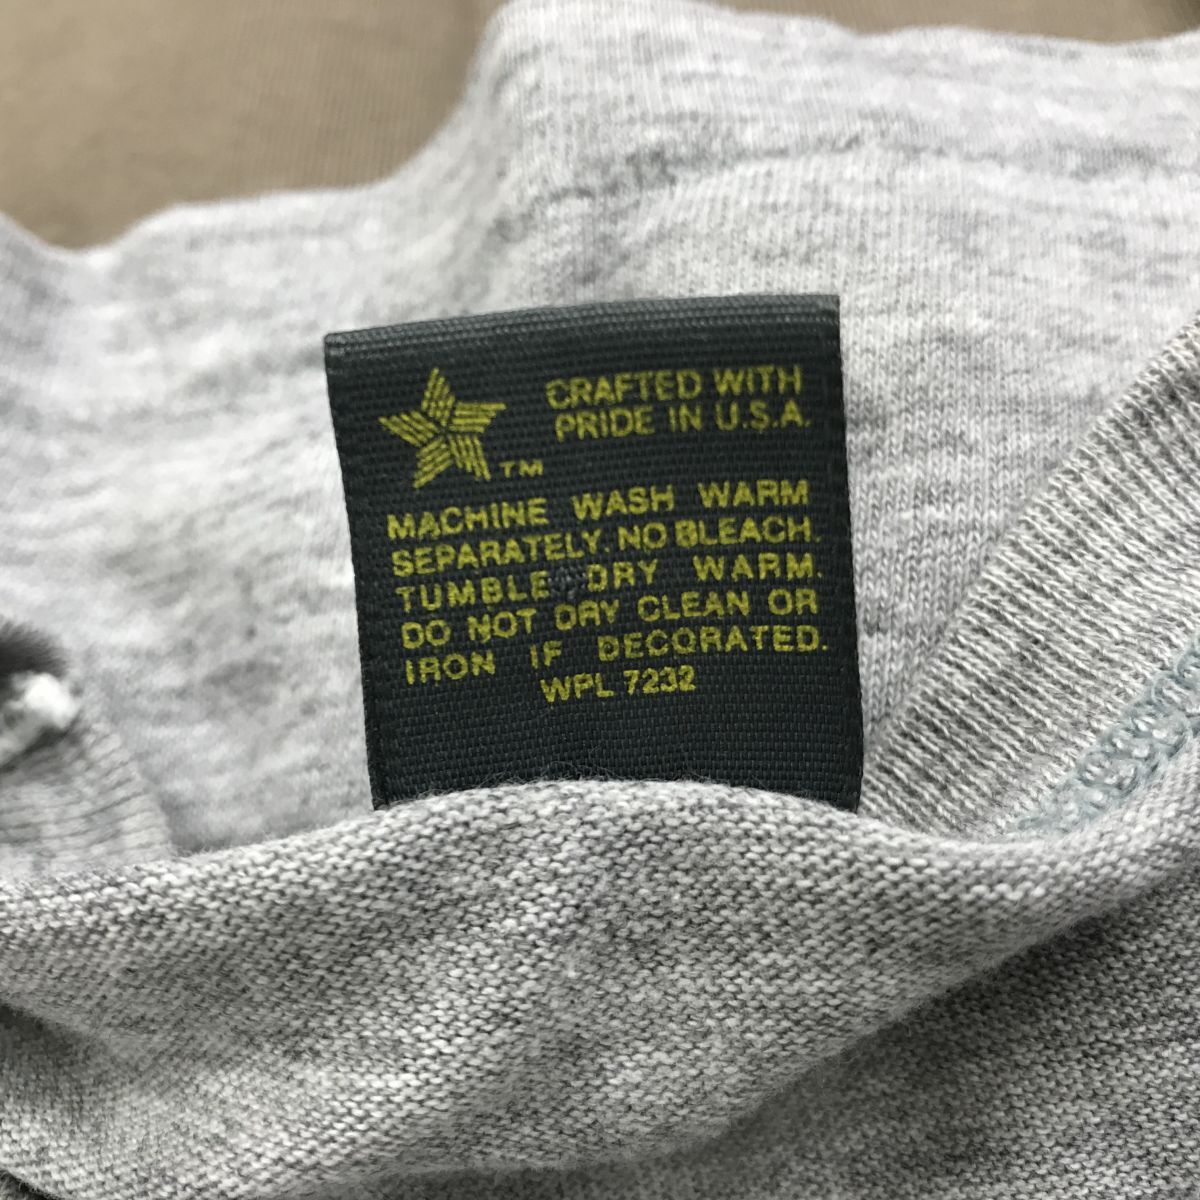 CRAFTED WITH
PRIDE IN U.S.A.
TM
MACHINE WASH WARM
SEPARATELY. NO BLEACH.
TUMBLE DRY WARM.
DO NOT DRY CLEAN OR
IRON IF DECORATED.
WPL 7232